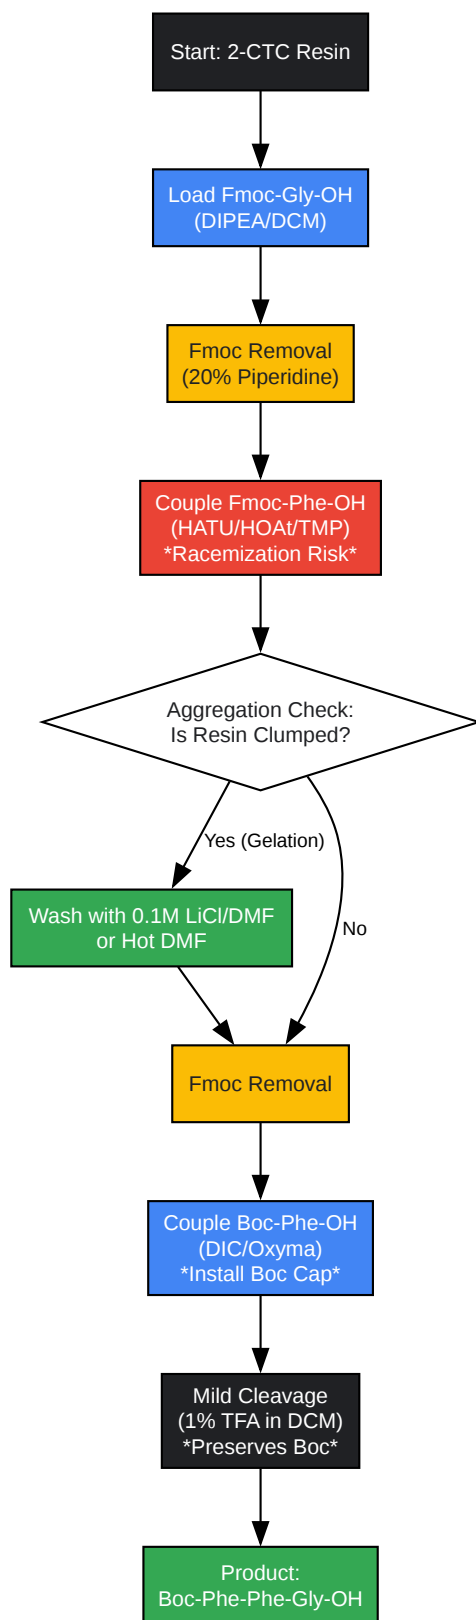 Start: 2-CTC Resin
Load Fmoc-Gly-OH
(DIPEA/DCM)
Fmoc Removal
(20% Piperidine)
Couple Fmoc-Phe-OH
(HATU/HOAt/TMP)
*Racemization Risk*
Aggregation Check:
Is Resin Clumped?
Yes (Gelation)
Wash with 0.1M LiCl/DMF
or Hot DMF
No
Fmoc Removal
Couple Boc-Phe-OH
(DIC/Oxyma)
*Install Boc Cap*
Mild Cleavage
(1% TFA in DCM)
*Preserves Boc*
Product:
Boc-Phe-Phe-Gly-OH